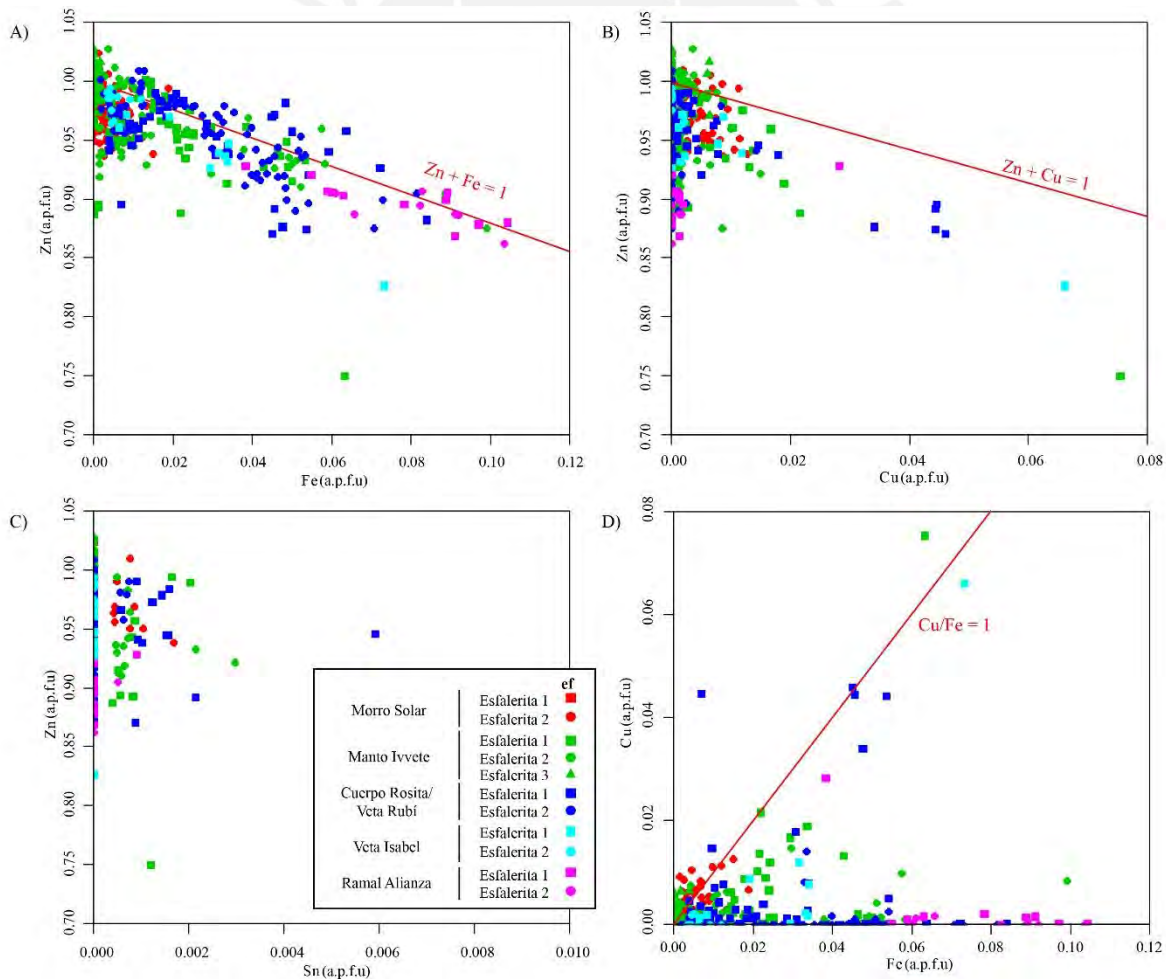 A)
1.05
1.00
0.95
0.90
0.85
0.80
0.75
0.70
Zn (a.p.f.u)
Zn + Fe = 1
0.00 0.02 0.04 0.06 0.08 0.10 0.12
Fe (a.p.f.u)
B)
1.05
1.00
0.95
0.90
0.85
0.80
0.75
0.70
Zn (a.p.f.u)
Zn + Cu = 1
0.00 0.02 0.04 0.06 0.08
Cu (a.p.f.u)
C)
1.05
1.00
0.95
0.90
0.85
0.80
0.75
0.70
Zn (a.p.f.u)
0.000 0.002 0.004 0.006 0.008 0.010
Sn (a.p.f.u)
ef
Morro Solar
Esfalerita 1
Esfalerita 2
Manto Ivvete
Esfalerita 1
Esfalerita 2
Esfalerita 3
Cuerpo Rosita/
Veta Rubí
Esfalerita 1
Esfalerita 2
Veta Isabel
Esfalerita 1
Esfalerita 2
Ramal Alianza
Esfalerita 1
Esfalerita 2
D)
0.08
0.06
0.04
0.02
0.00
Cu (a.p.f.u)
Cu/Fe = 1
0.00 0.02 0.04 0.06 0.08 0.10 0.12
Fe (a.p.f.u)